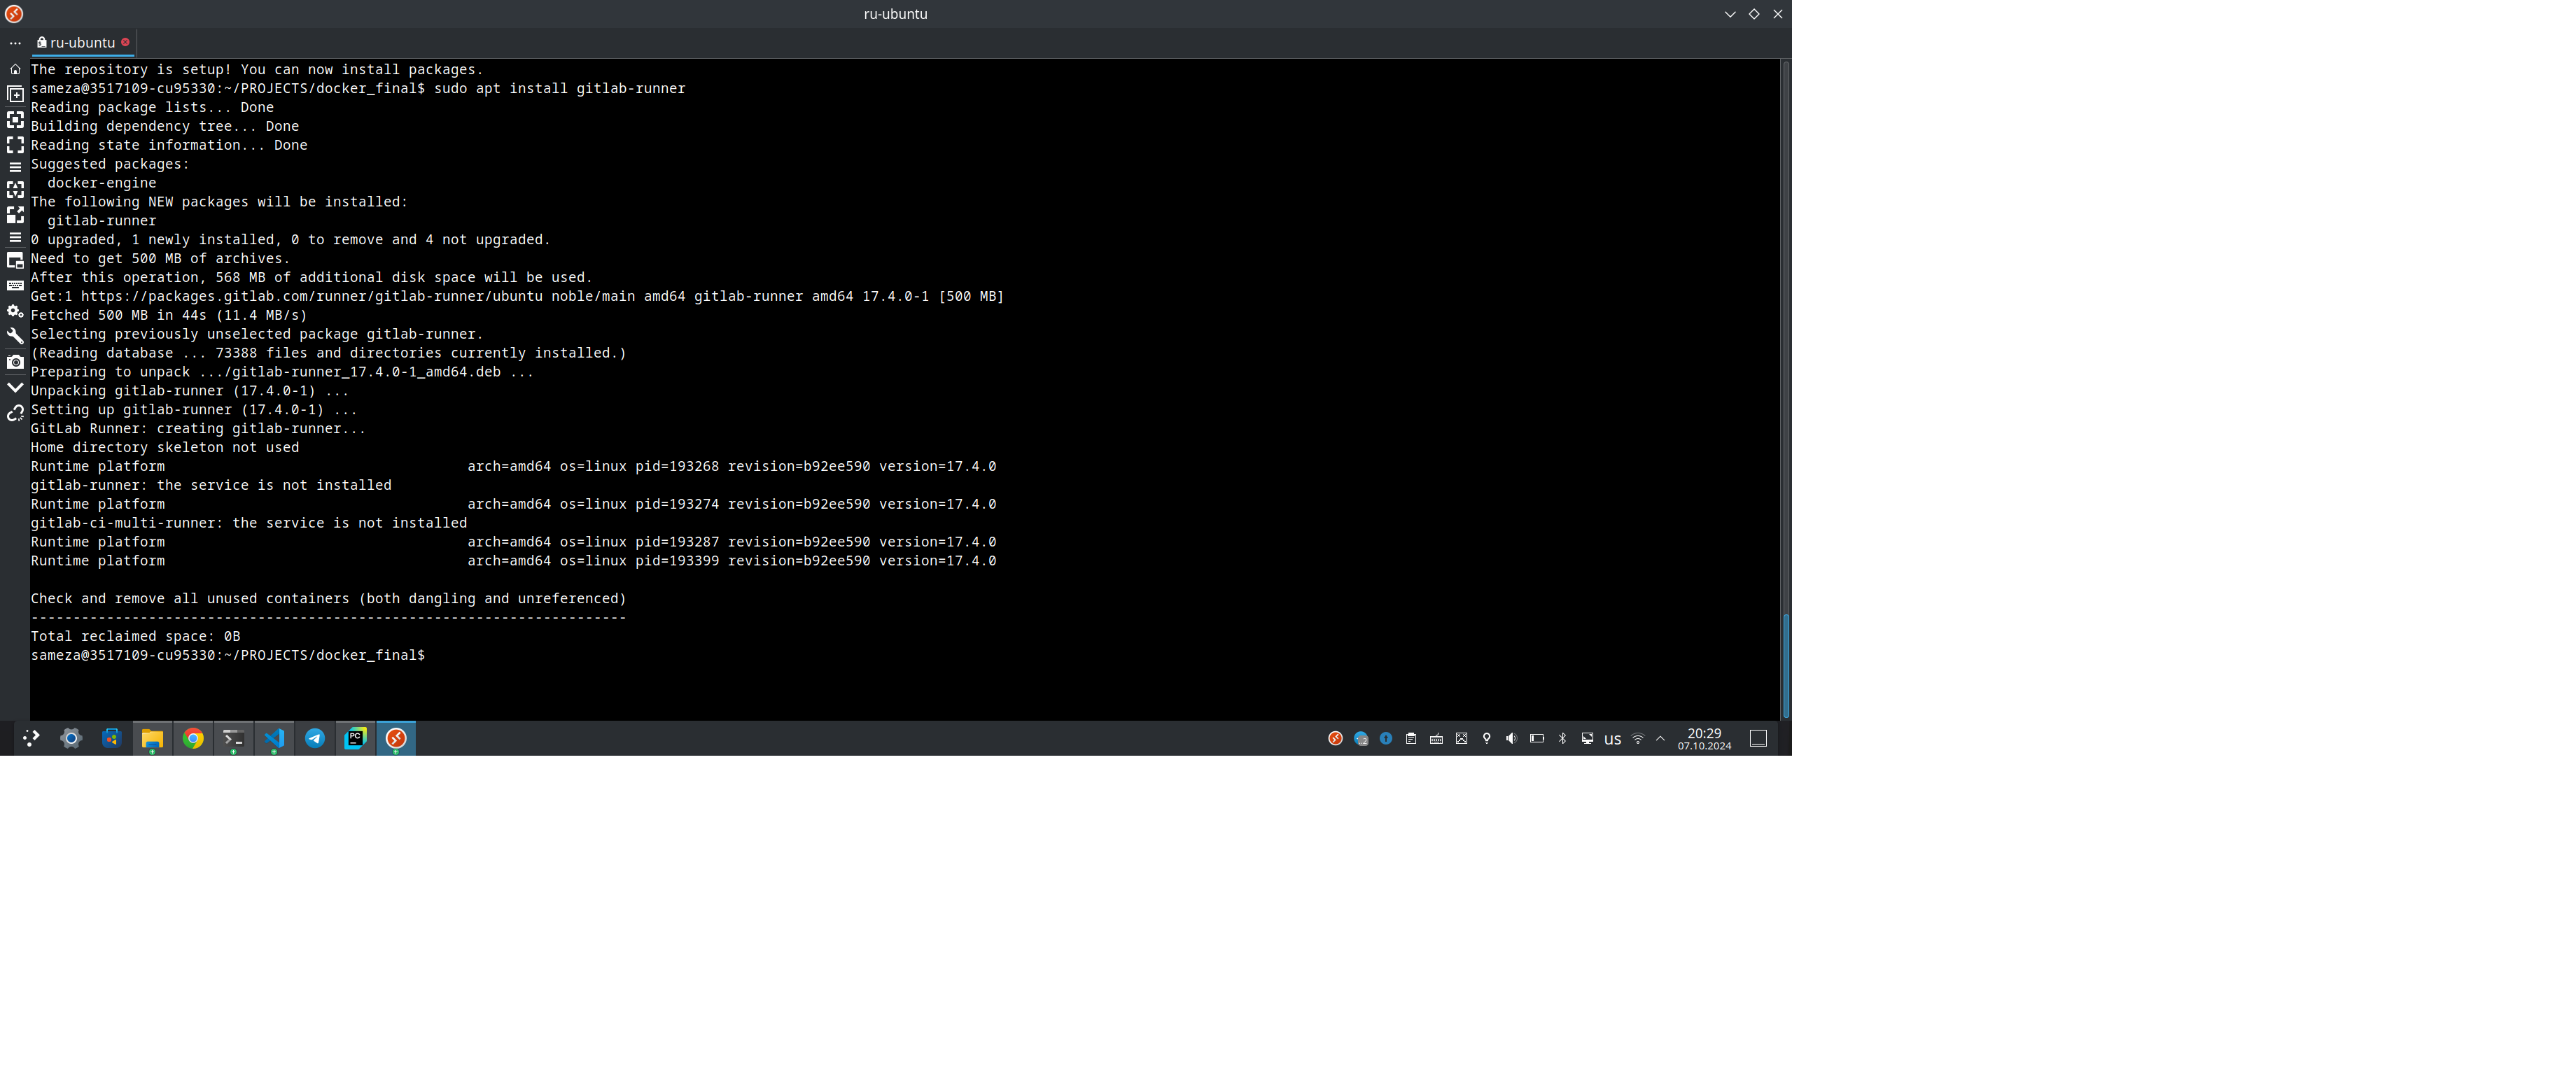 ru-ubuntu
ru-ubuntu
The repository is setup! You can now install packages.
sameza@3517109-cu95330:~/PROJECTS/docker_final$ sudo apt install gitlab-runner
Reading package lists... Done
Building dependency tree... Done
Reading state information... Done
Suggested packages:
  docker-engine
The following NEW packages will be installed:
  gitlab-runner
0 upgraded, 1 newly installed, 0 to remove and 4 not upgraded.
Need to get 500 MB of archives.
After this operation, 568 MB of additional disk space will be used.
Get:1 https://packages.gitlab.com/runner/gitlab-runner/ubuntu noble/main amd64 gitlab-runner amd64 17.4.0-1 [500 MB]
Fetched 500 MB in 44s (11.4 MB/s)
Selecting previously unselected package gitlab-runner.
(Reading database ... 73388 files and directories currently installed.)
Preparing to unpack .../gitlab-runner_17.4.0-1_amd64.deb ...
Unpacking gitlab-runner (17.4.0-1) ...
Setting up gitlab-runner (17.4.0-1) ...
GitLab Runner: creating gitlab-runner...
Home directory skeleton not used
Runtime platform                                    arch=amd64 os=linux pid=193268 revision=b92ee590 version=17.4.0
gitlab-runner: the service is not installed
Runtime platform                                    arch=amd64 os=linux pid=193274 revision=b92ee590 version=17.4.0
gitlab-ci-multi-runner: the service is not installed
Runtime platform                                    arch=amd64 os=linux pid=193287 revision=b92ee590 version=17.4.0
Runtime platform                                    arch=amd64 os=linux pid=193399 revision=b92ee590 version=17.4.0
Check and remove all unused containers (both dangling and unreferenced)
-----------------------------------------------------------------------
Total reclaimed space: 0B
sameza@3517109-cu95330:~/PROJECTS/docker_final$
PC
2
us
20:29
07.10.2024